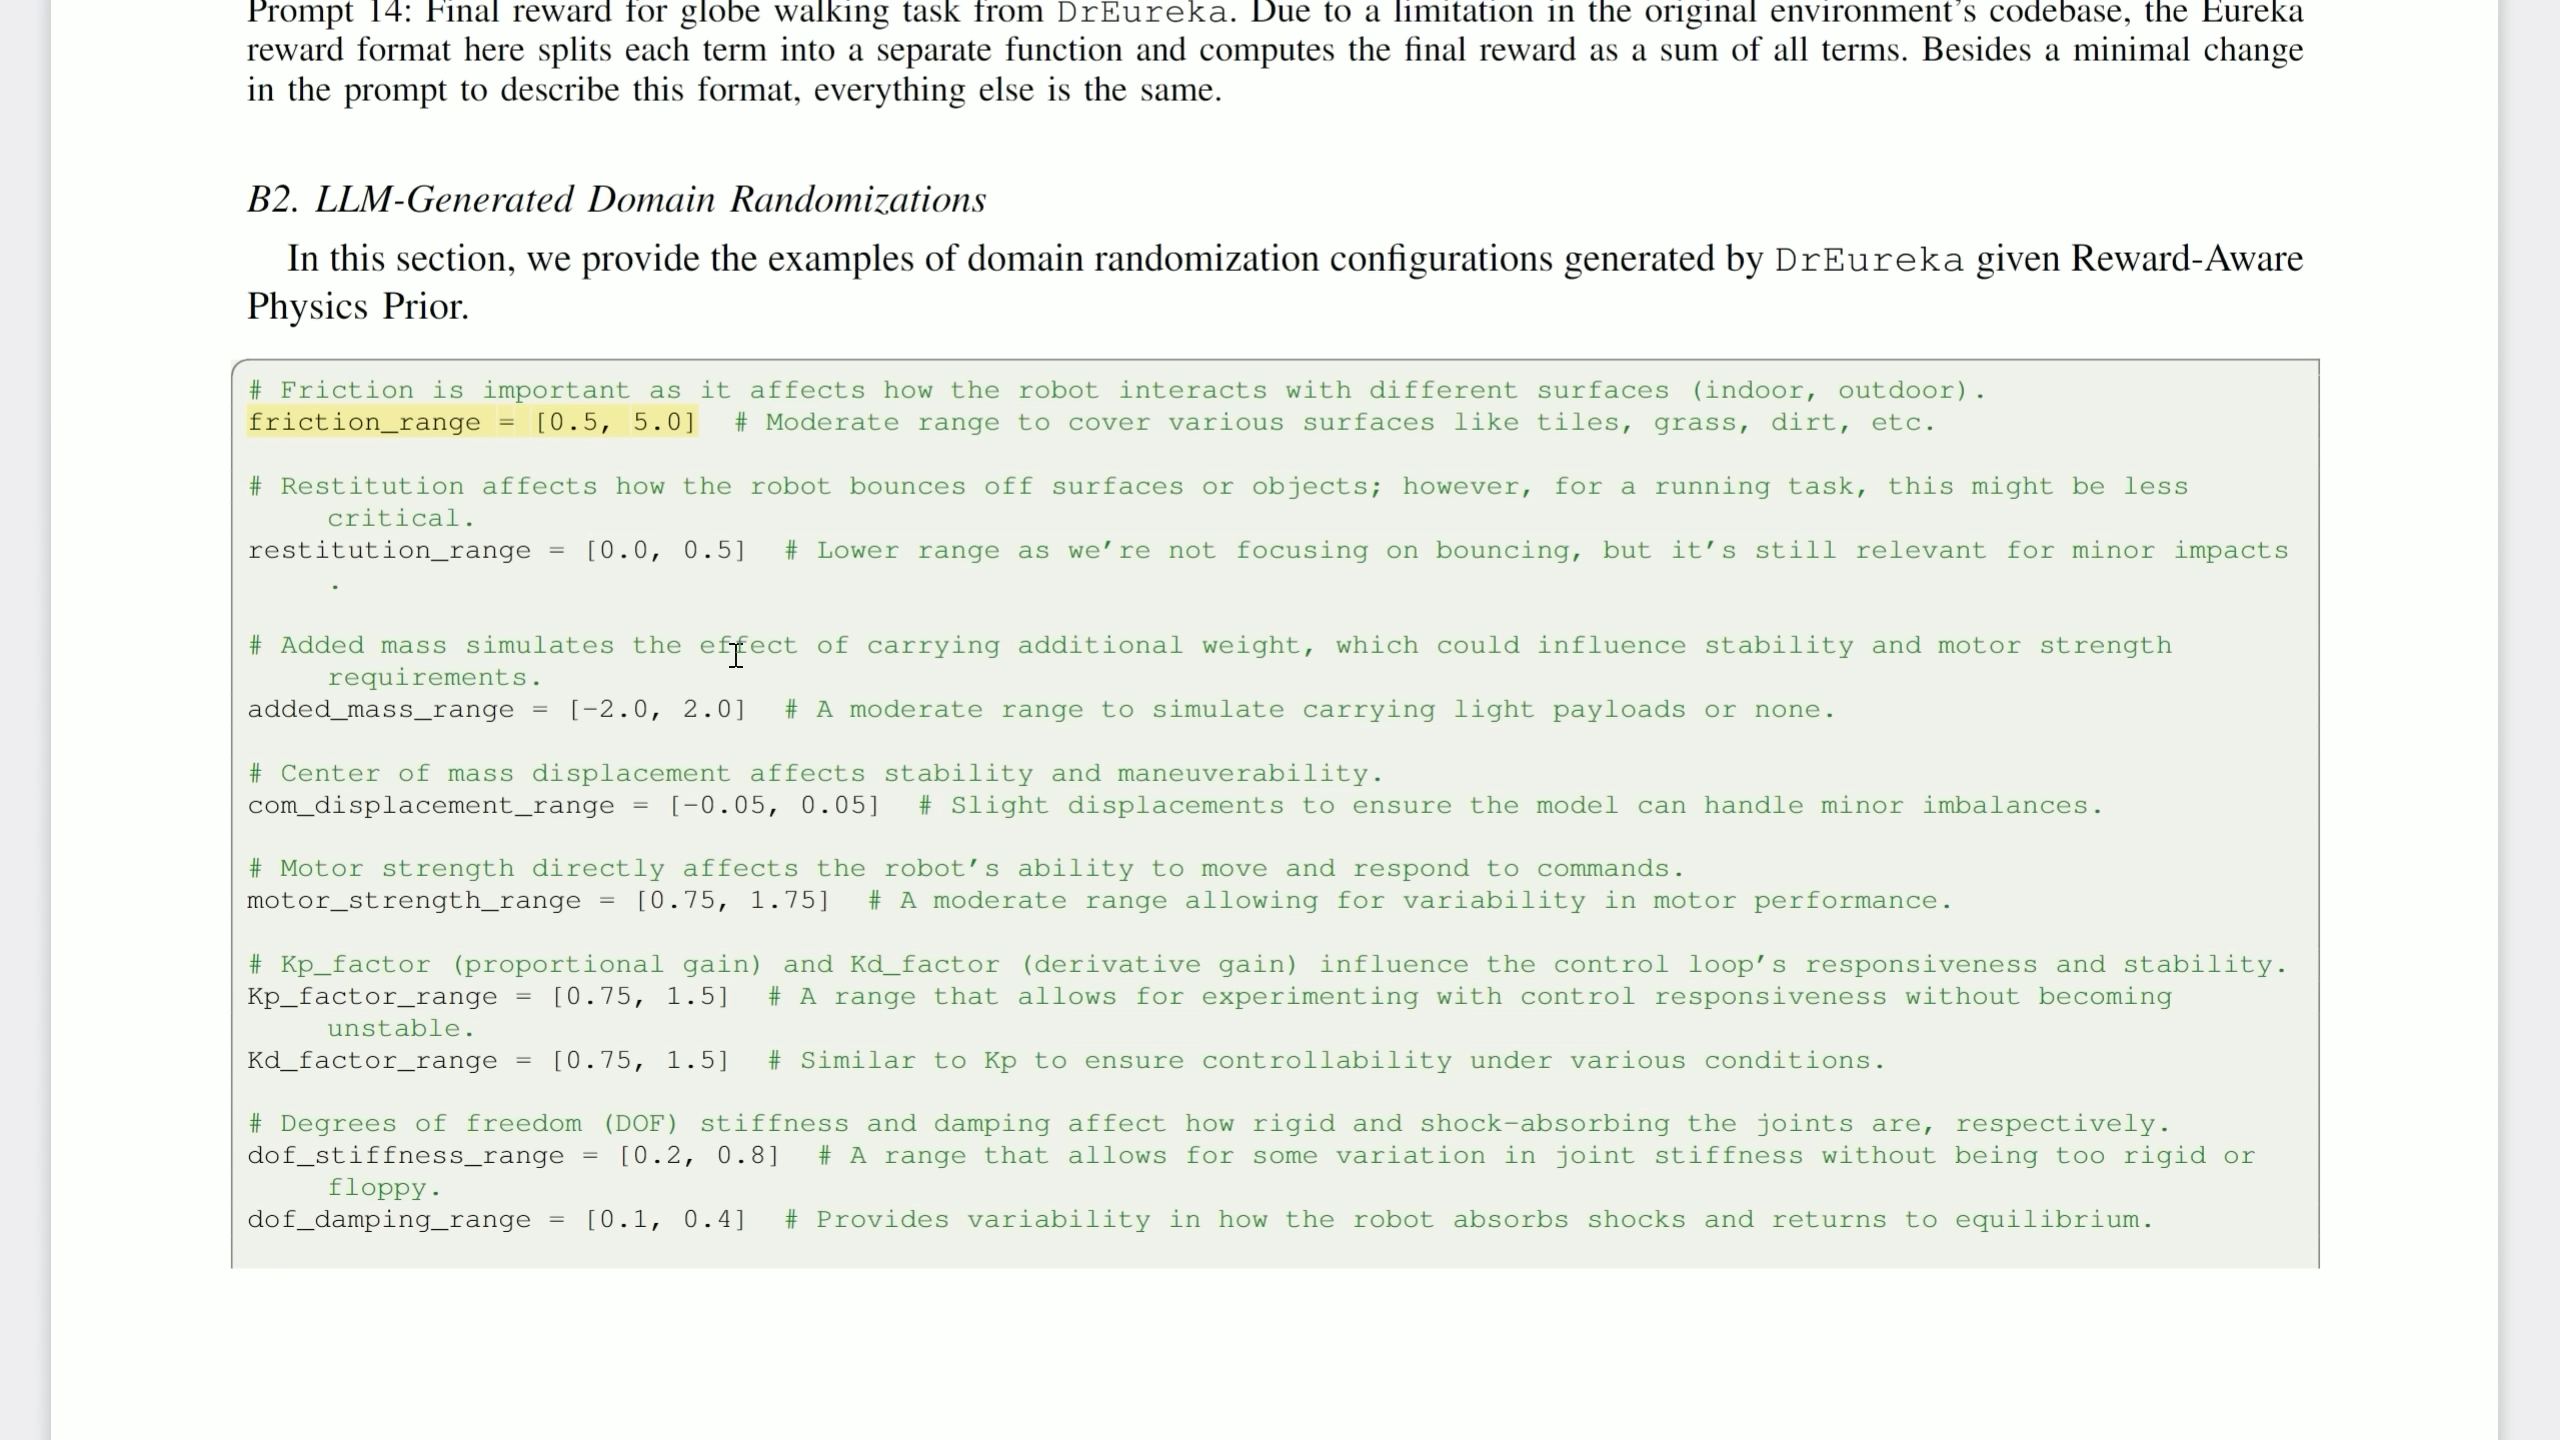 Prompt 14: Final reward for globe walking task from DrEureka. Due to a limitation in the original environment's codebase, the Eureka
reward format here splits each term into a separate function and computes the final reward as a sum of all terms. Besides a minimal change
in the prompt to describe this format, everything else is the same.
B2. LLM-Generated Domain Randomizations
In this section, we provide the examples of domain randomization configurations generated by DrEureka given Reward-Aware
Physics Prior.
# Friction is important as it affects how the robot interacts with different surfaces (indoor, outdoor).
friction_range = [0.5, 5.0]  # Moderate range to cover various surfaces like tiles, grass, dirt, etc.
# Restitution affects how the robot bounces off surfaces or objects; however, for a running task, this might be less
critical.
restitution_range = [0.0, 0.5]  # Lower range as we're not focusing on bouncing, but it's still relevant for minor impacts
.
# Added mass simulates the effect of carrying additional weight, which could influence stability and motor strength
requirements.
added_mass_range = [-2.0, 2.0]  # A moderate range to simulate carrying light payloads or none.
# Center of mass displacement affects stability and maneuverability.
com_displacement_range = [-0.05, 0.05]  # Slight displacements to ensure the model can handle minor imbalances.
# Motor strength directly affects the robot's ability to move and respond to commands.
motor_strength_range = [0.75, 1.75]  # A moderate range allowing for variability in motor performance.
# Kp_factor (proportional gain) and Kd_factor (derivative gain) influence the control loop's responsiveness and stability.
Kp_factor_range = [0.75, 1.5]  # A range that allows for experimenting with control responsiveness without becoming
unstable.
Kd_factor_range = [0.75, 1.5]  # Similar to Kp to ensure controllability under various conditions.
# Degrees of freedom (DOF) stiffness and damping affect how rigid and shock-absorbing the joints are, respectively.
dof_stiffness_range = [0.2, 0.8]  # A range that allows for some variation in joint stiffness without being too rigid or
floppy.
dof_damping_range = [0.1, 0.4]  # Provides variability in how the robot absorbs shocks and returns to equilibrium.